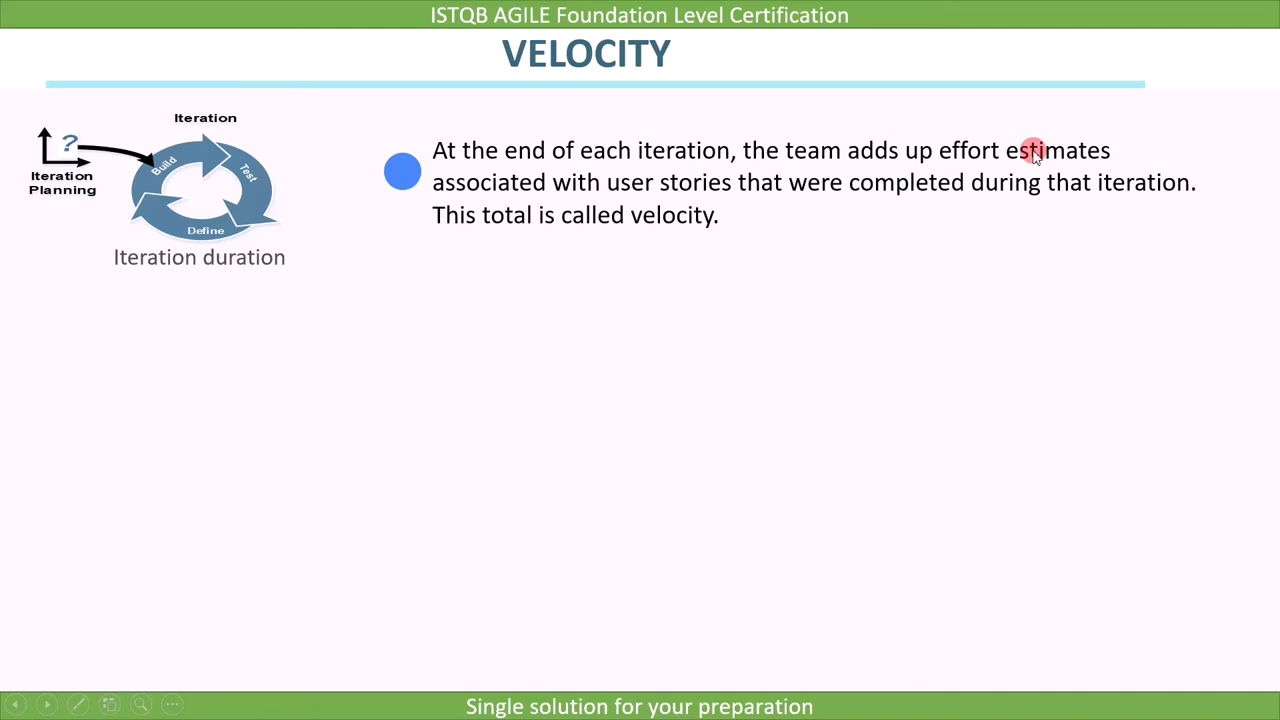 ISTQB AGILE Foundation Level Certification
VELOCITY
Iteration
?
Iteration
Planning
Build
Test
Define
Iteration duration
At the end of each iteration, the team adds up effort estimates
associated with user stories that were completed during that iteration.
This total is called velocity.
Single solution for your preparation